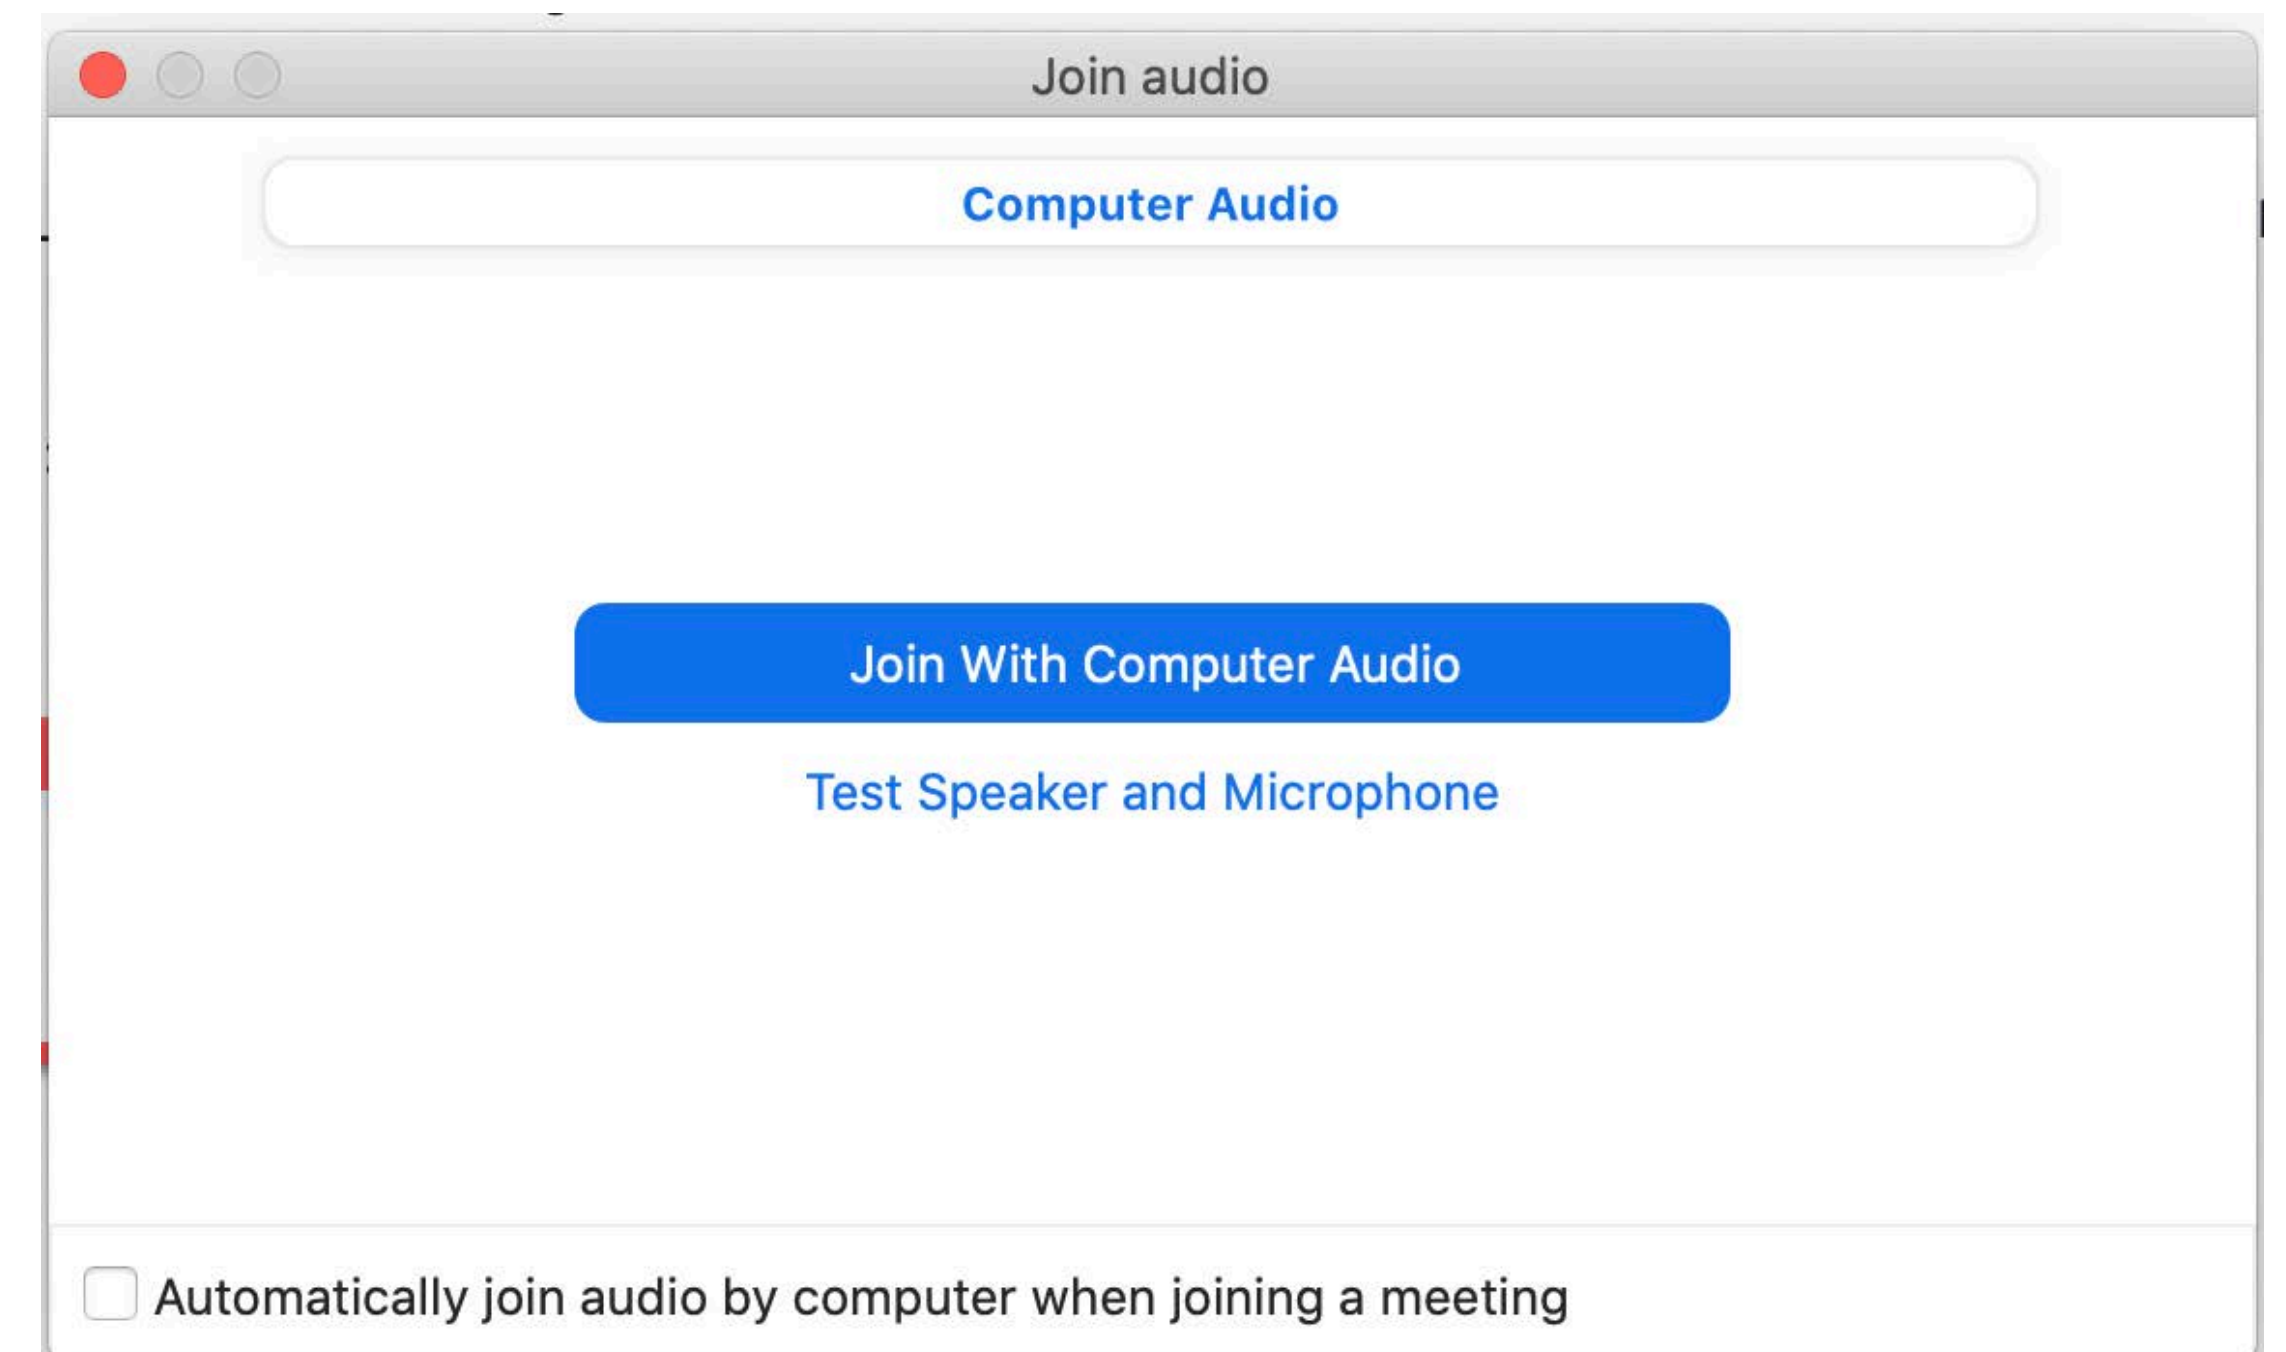 Join audio
Computer Audio
Join With Computer Audio
Test Speaker and Microphone
Automatically join audio by computer when joining a meeting